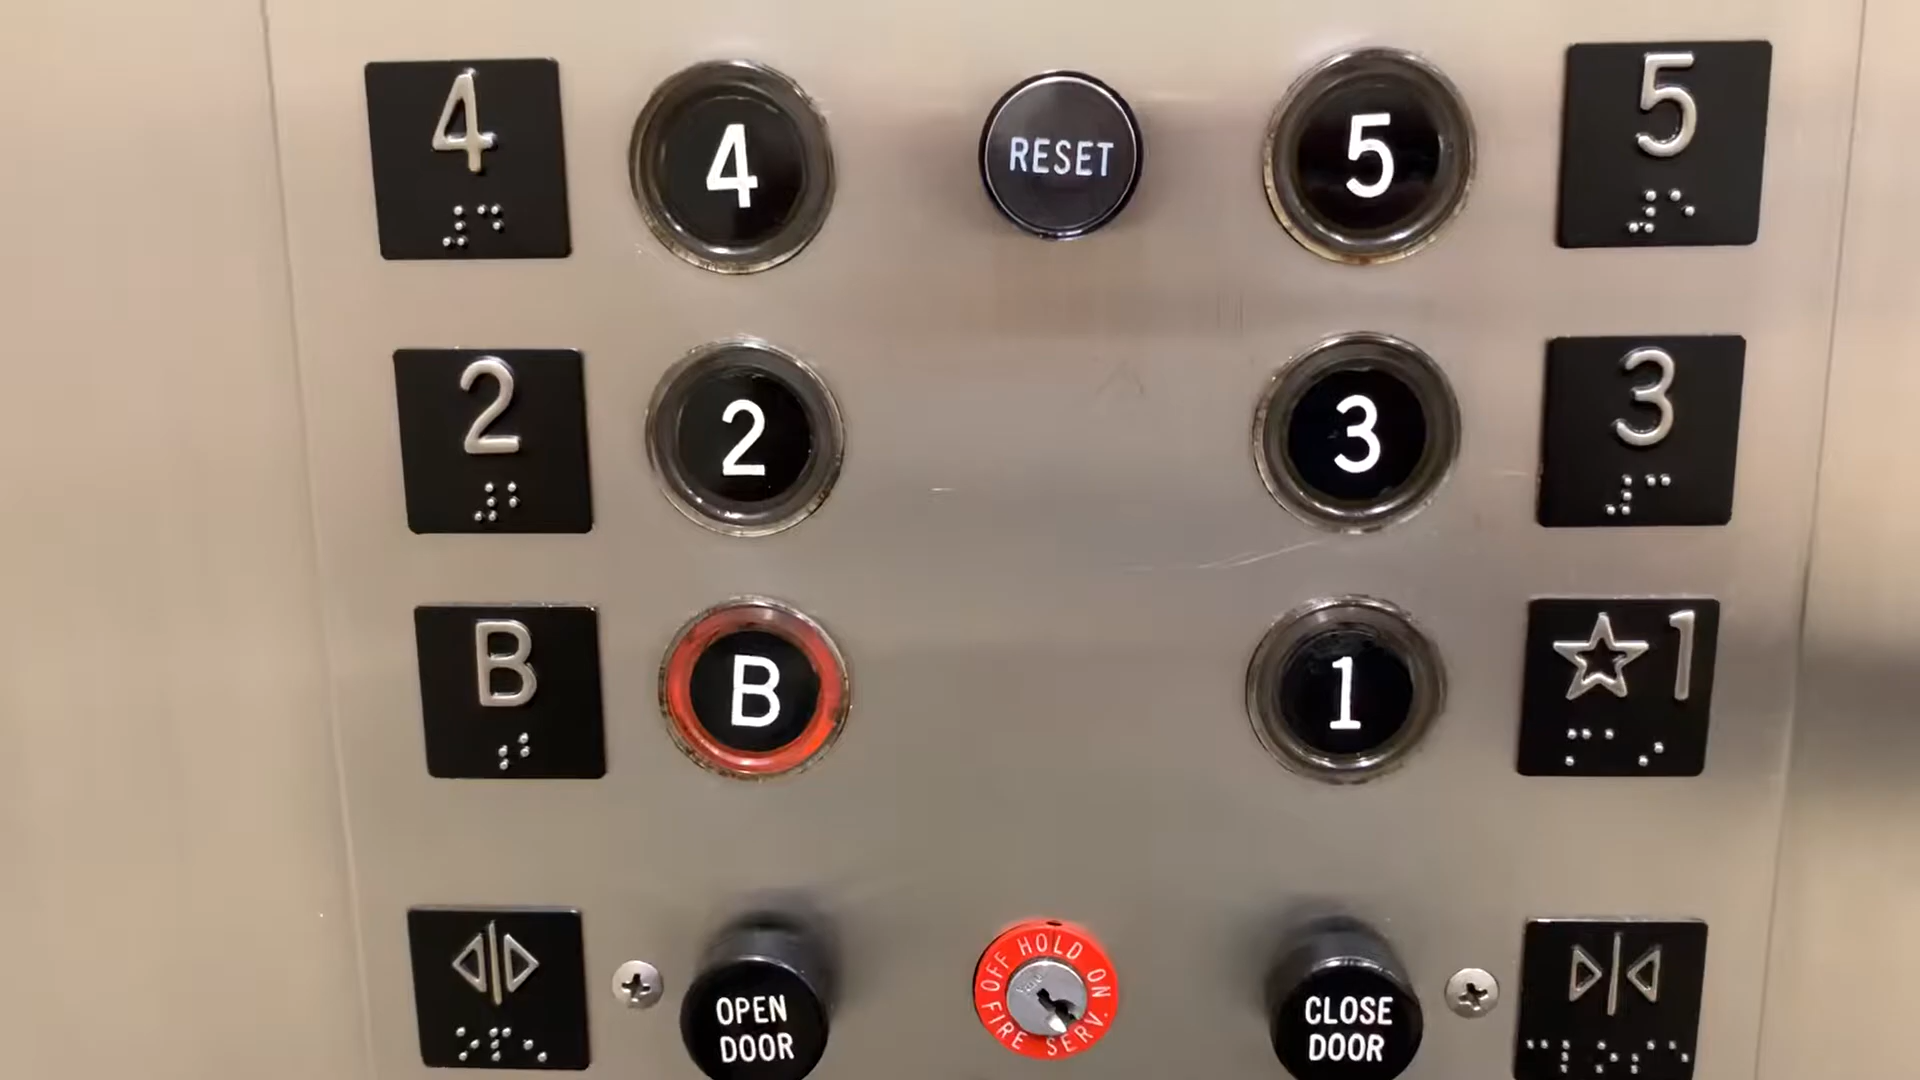 4 4 RESET 5 5
2 2 3 3
B B 1 ☆1
OPEN CLOSE
DOOR DOOR
OFF HOLD ON
FIRE SERV.